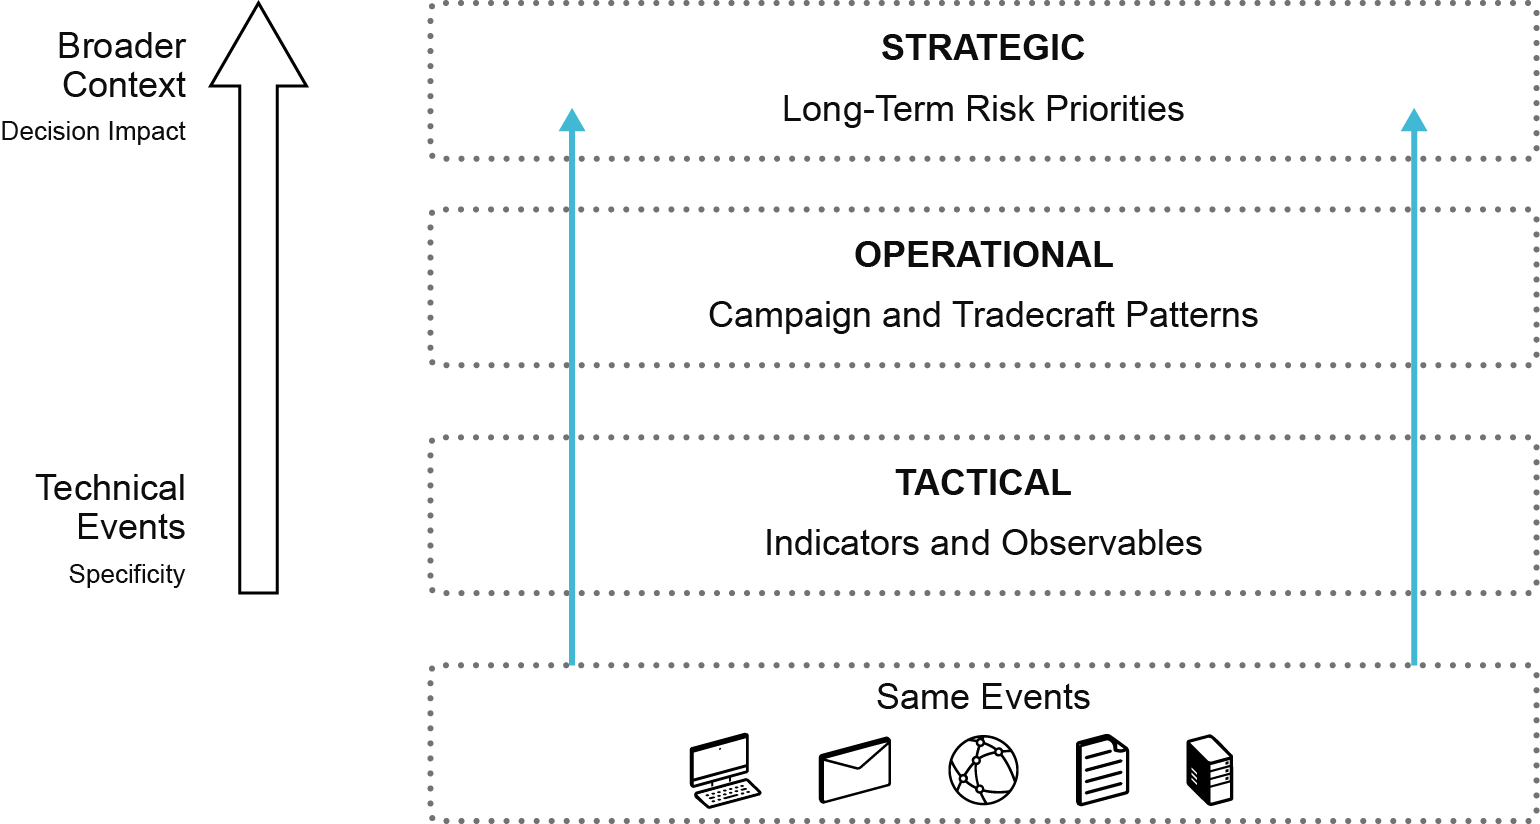 Broader
Context
Decision Impact
STRATEGIC
Long-Term Risk Priorities
OPERATIONAL
Campaign and Tradecraft Patterns
Technical
Events
Specificity
TACTICAL
Indicators and Observables
Same Events